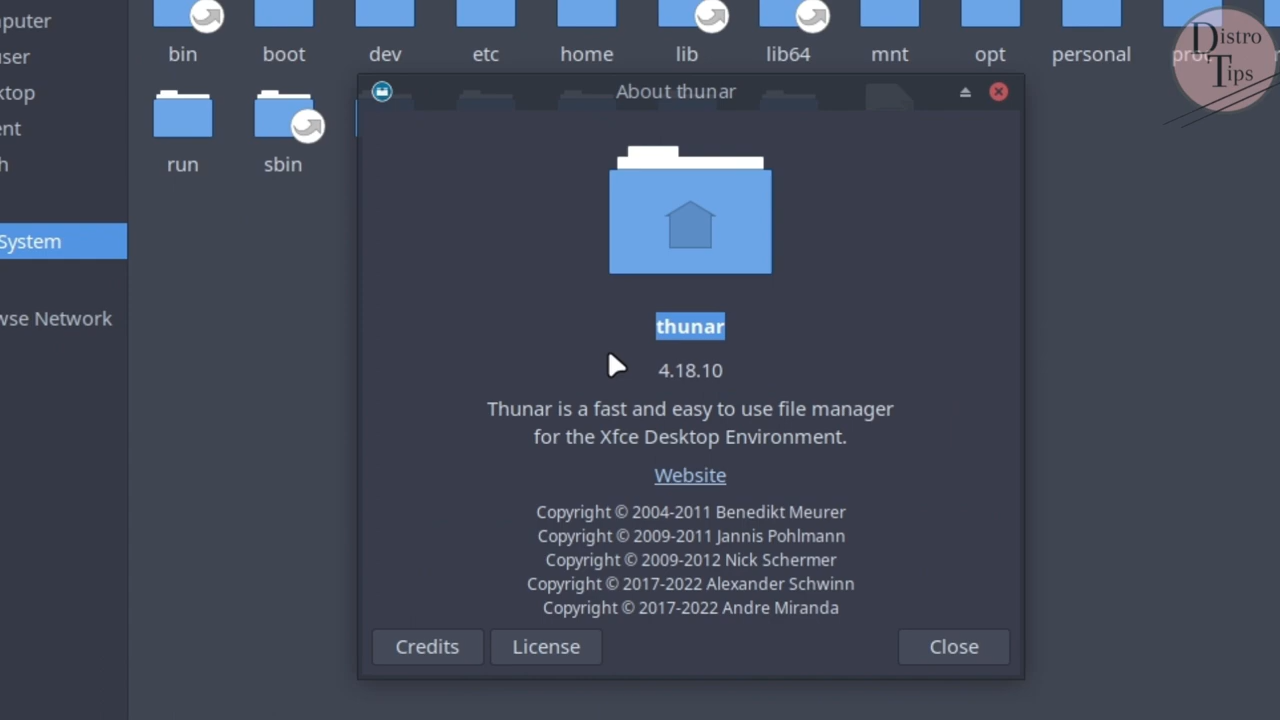 puter
user
ktop
ent
h
System
wse Network
bin
boot
dev
etc
home
lib
lib64
mnt
opt
personal
proc
run
sbin
Distro
Tips
About thunar
thunar
4.18.10
Thunar is a fast and easy to use file manager
for the Xfce Desktop Environment.
Website
Copyright © 2004-2011 Benedikt Meurer
Copyright © 2009-2011 Jannis Pohlmann
Copyright © 2009-2012 Nick Schermer
Copyright © 2017-2022 Alexander Schwinn
Copyright © 2017-2022 Andre Miranda
Credits
License
Close